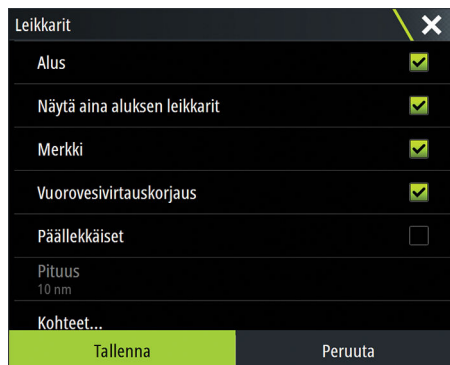 Leikkarit
Alus
Näytä aina aluksen leikkarit
Merkki
Vuorovesivirtauskorjaus
Päällekkäiset
Pituus
10 nm
Kohteet...
Tallenna Peruuta